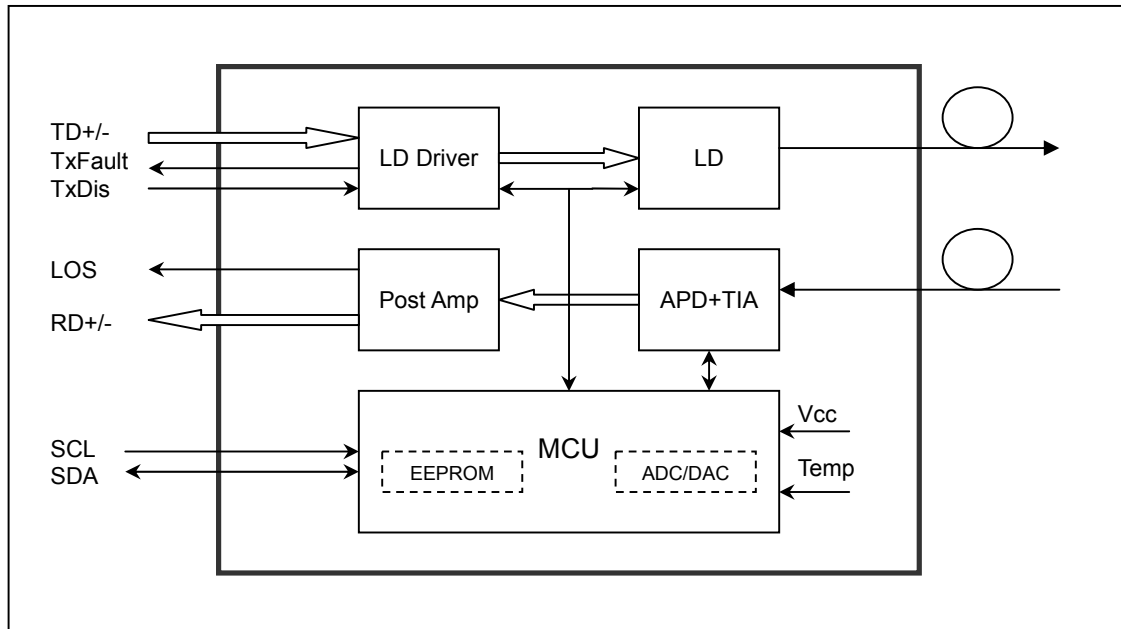 TD+/-
TxFault
TxDis
LD Driver
LD
LOS
RD+/-
Post Amp
APD+TIA
SCL
SDA
MCU
EEPROM
ADC/DAC
Vcc
Temp